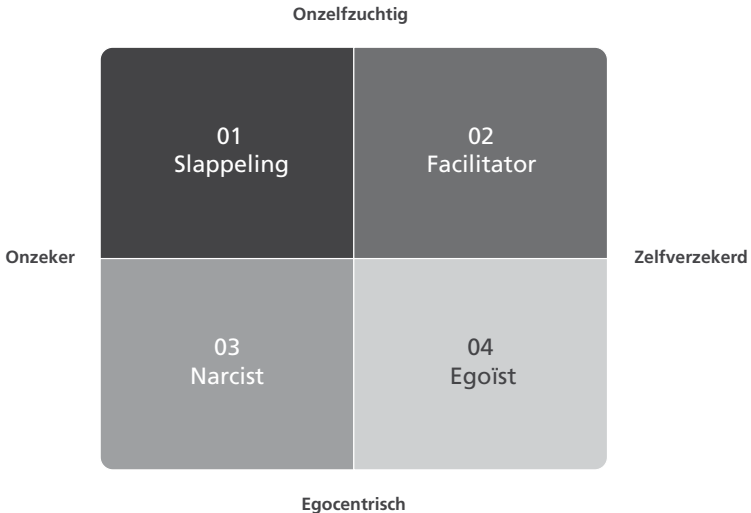 Onzelfzuchtig
01
Slappeling
02
Facilitator
Onzeker
Zelfverzekerd
03
Narcist
04
Egoïst
Egocentrisch